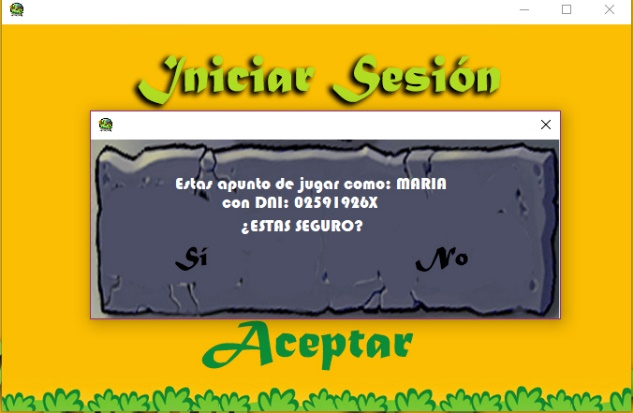 Iniciar Sesión
Estas apunto de jugar como: MARIA
con DNI: 02591926X
¿ESTAS SEGURO?
Sí No
Aceptar